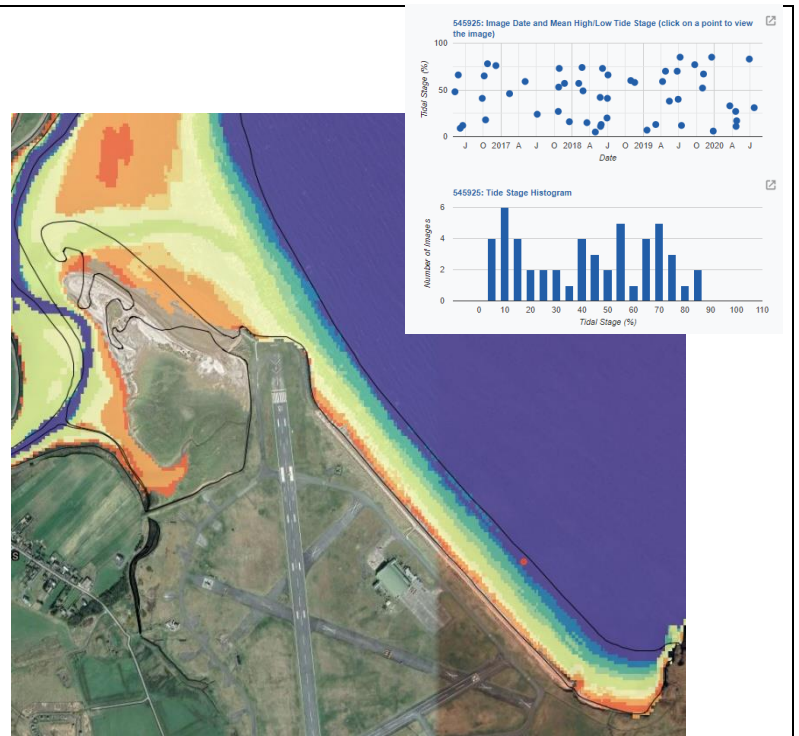 545925: Image Date and Mean High/Low Tide Stage (click on a point to view
the image)
100
50
0
Tidal Stage (%)
J O 2017 A J O 2018 A J O 2019 A J O 2020 A J
Date
545925: Tide Stage Histogram
6
4
2
0
Number of Images
0 10 20 30 40 50 60 70 80 90 100 110
Tidal Stage (%)
S